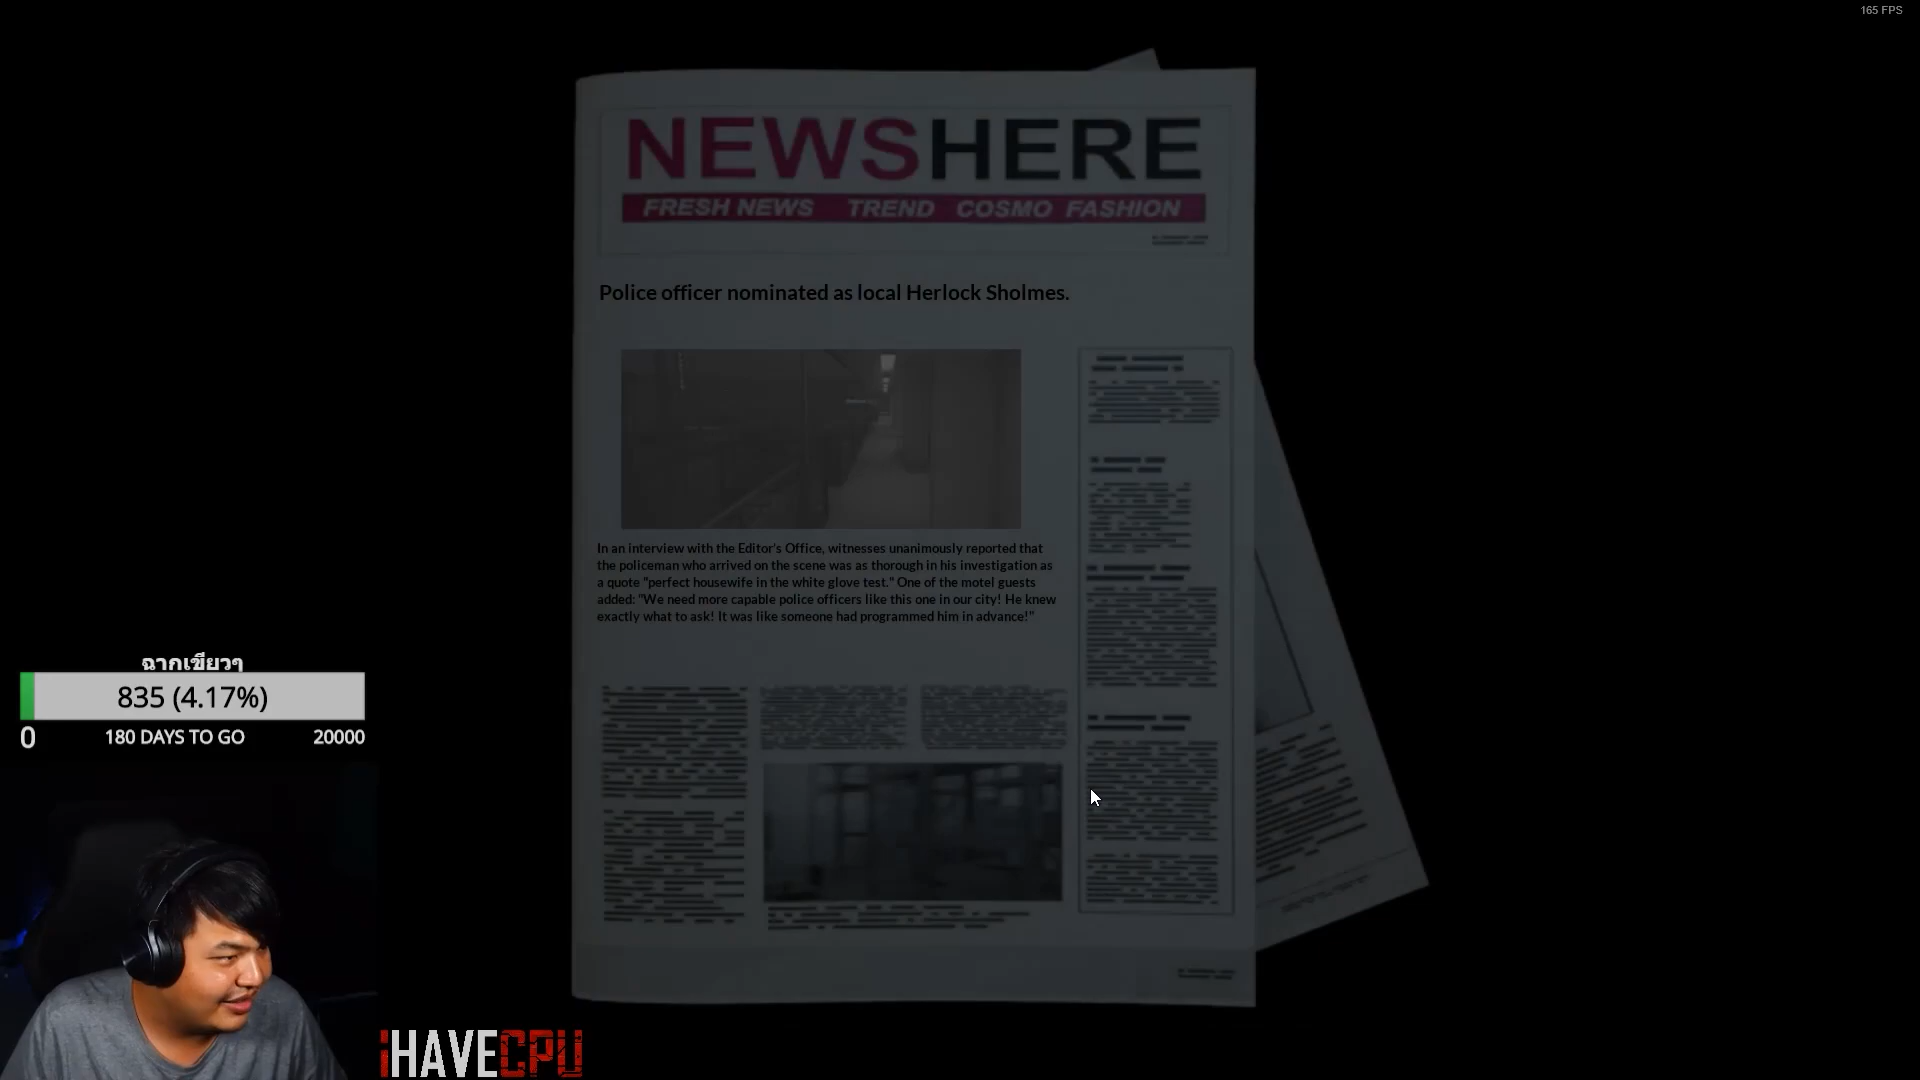 165 FPS
NEWSHERE
FRESH NEWS TREND COSMO FASHION
Police officer nominated as local Herlock Sholmes.
In an interview with the Editor's Office, witnesses unanimously reported that
the policeman who arrived on the scene was as thorough in his investigation as
a quote "perfect housewife in the white glove test." One of the motel guests
added: "We need more capable police officers like this one in our city! He knew
exactly what to ask! It was like someone had programmed him in advance!"
ฉากเขียวๆ
835 (4.17%)
0 180 DAYS TO GO 20000
iHAVECPU